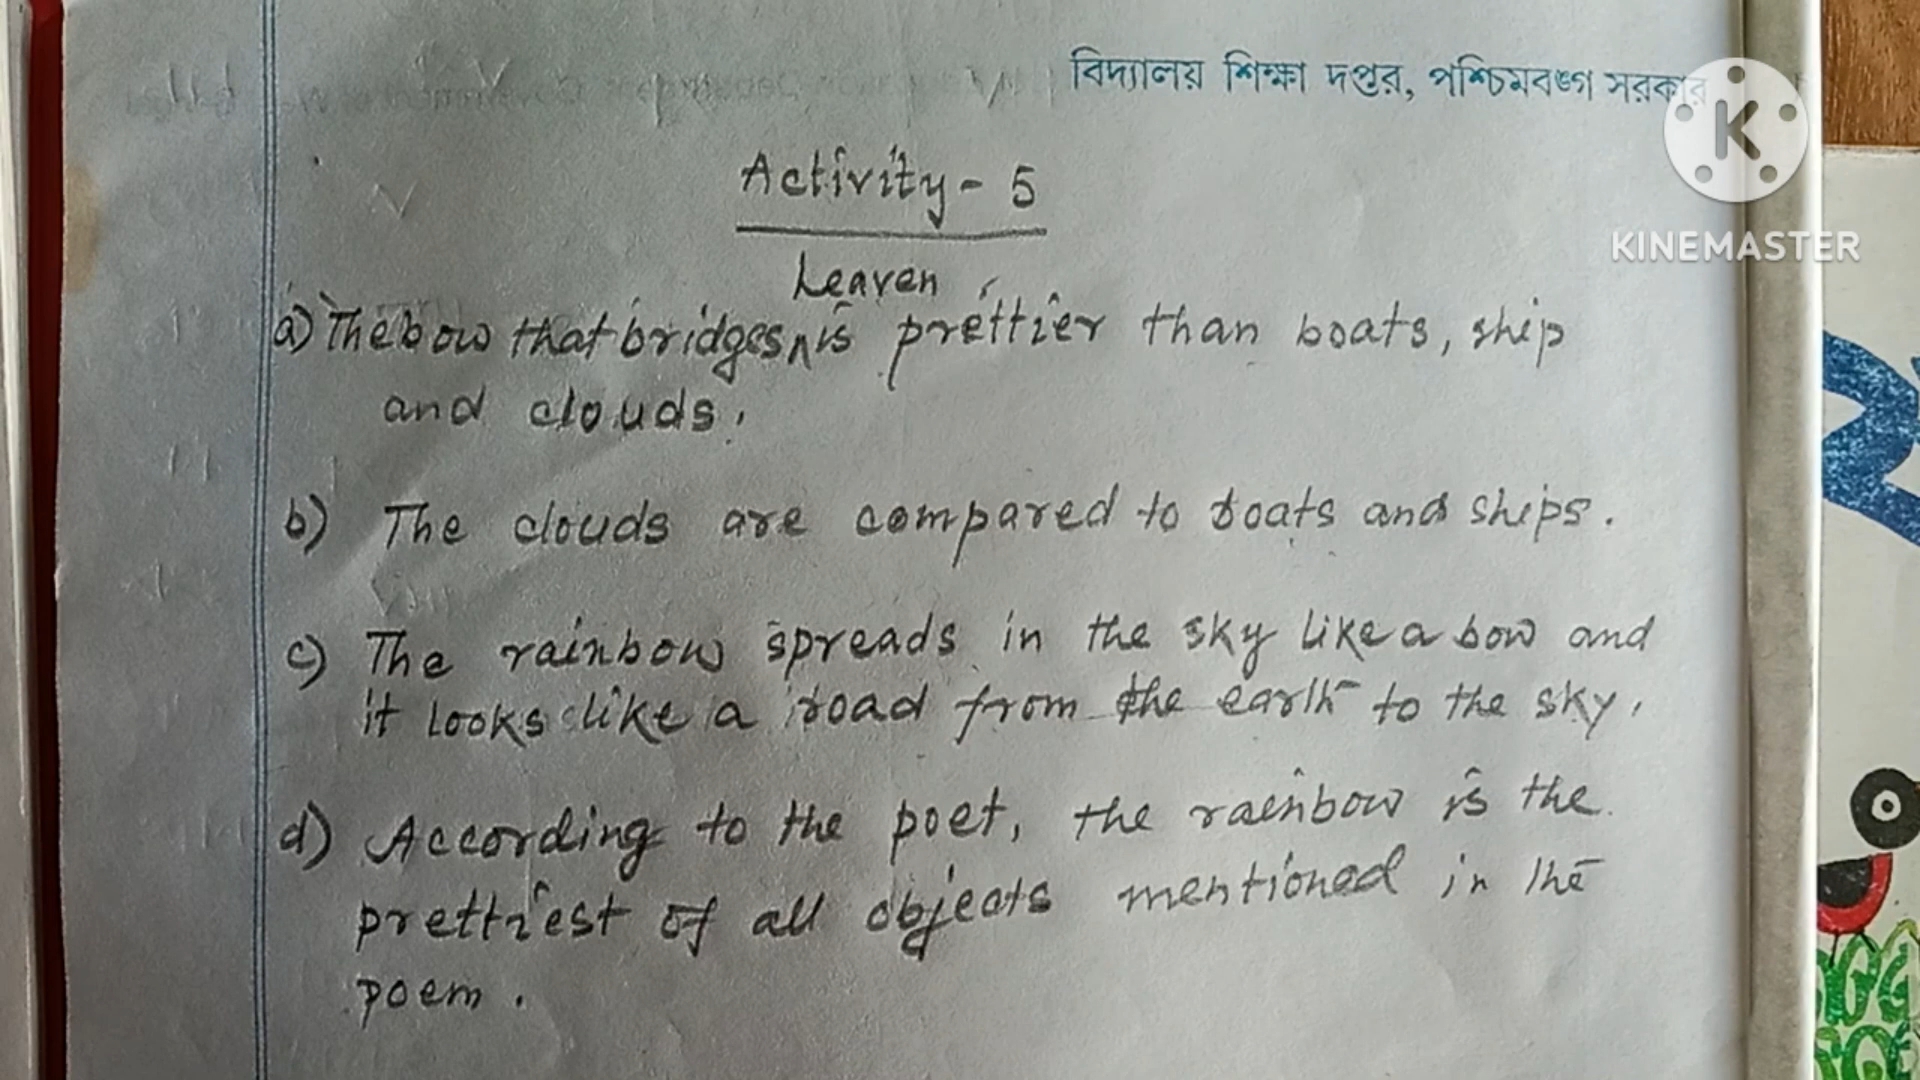 বিদ্যালয় শিক্ষা দপ্তর, পশ্চিমবঙ্গ সরকার
K
KINEMASTER
Activity - 5
Leaven
a) The bow that bridges ^ is prettier than boats, ship
and clouds.
b) The clouds are compared to boats and ships.
c) The rainbow spreads in the sky like a bow and
it looks like a road from the earth to the sky.
d) According to the poet, the rainbow is the
prettiest of all objects mentioned in the
poem.